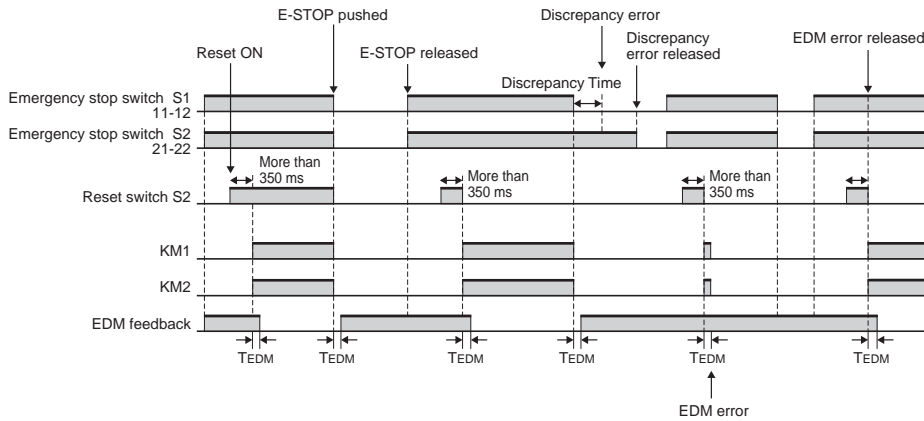 E-STOP pushed
Discrepancy error
Reset ON
E-STOP released
Discrepancy
error released
EDM error released
Discrepancy Time
Emergency stop switch S1
11-12
Emergency stop switch S2
21-22
More than
350 ms
More than
350 ms
More than
350 ms
Reset switch S2
KM1
KM2
EDM feedback
TEDM
TEDM
TEDM
TEDM
TEDM
TEDM
EDM error